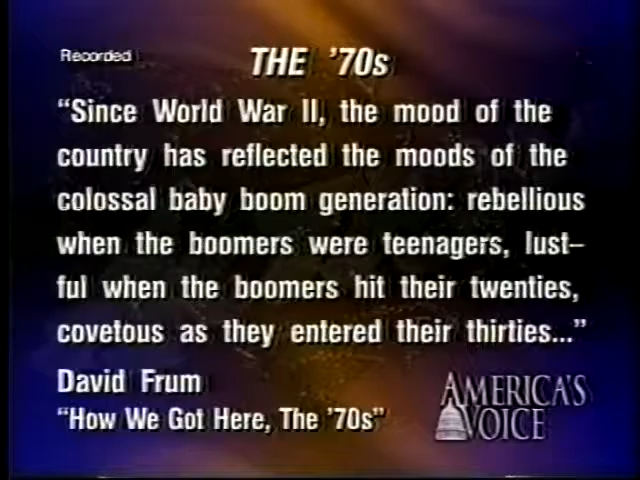 Recorded
THE '70s
“Since World War II, the mood of the
country has reflected the moods of the
colossal baby boom generation: rebellious
when the boomers were teenagers, lust–
ful when the boomers hit their twenties,
covetous as they entered their thirties...”
David Frum
“How We Got Here, The '70s”
AMERICA'S
VOICE